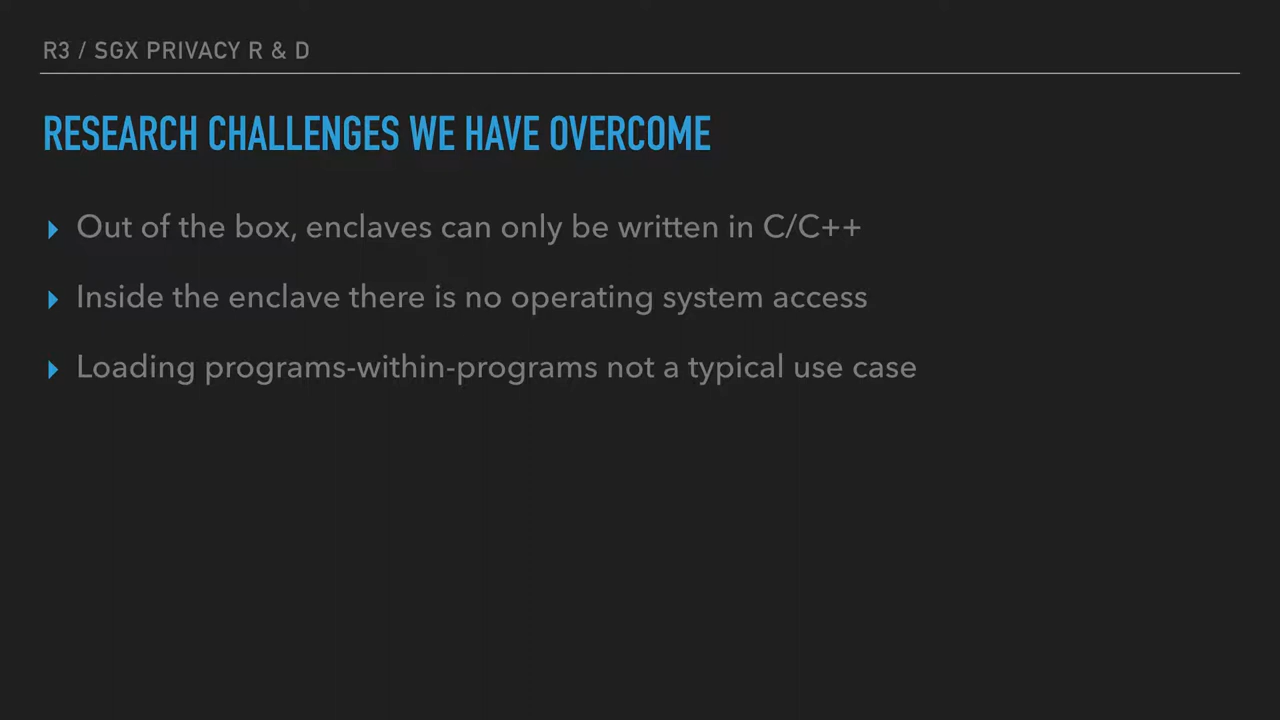 R3 / SGX PRIVACY R & D
RESEARCH CHALLENGES WE HAVE OVERCOME
Out of the box, enclaves can only be written in C/C++
Inside the enclave there is no operating system access
Loading programs-within-programs not a typical use case